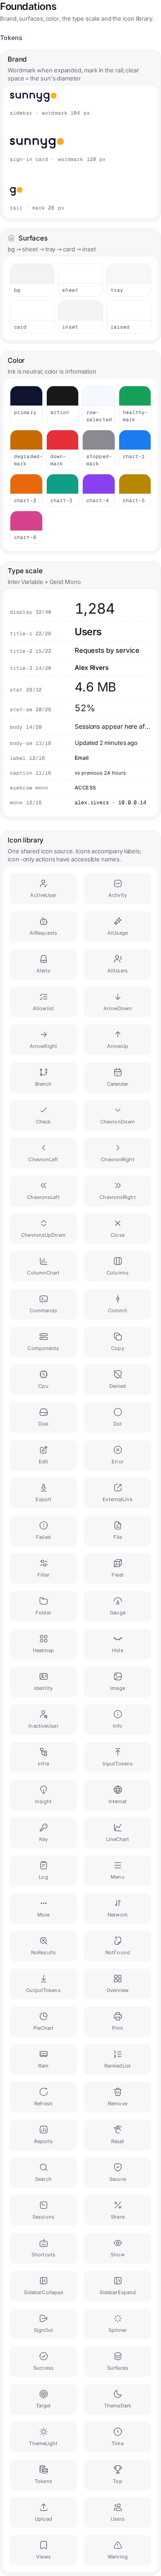 Foundations
Brand, surfaces, color, the type scale and the icon library.
Tokens
Brand
Wordmark when expanded, mark in the rail; clear
space = the sun's diameter
sunnyg
sidebar · wordmark 104 px
sunnyg
sign-in card · wordmark 120 px
g
rail · mark 28 px
Surfaces
bg → sheet → tray → card → inset
bg sheet tray
card inset raised
Color
Ink is neutral; color is information
primary action row-selected healthy-mark
degraded-mark down-mark stopped-mark chart-1
chart-2 chart-3 chart-4 chart-5
chart-6
Type scale
Inter Variable + Geist Mono
display 32/40 1,284
title-1 22/28 Users
title-2 15/22 Requests by service
title-3 14/20 Alex Rivers
stat 28/32 4.6 MB
stat-sm 20/28 52%
body 14/20 Sessions appear here af…
body-sm 13/18 Updated 2 minutes ago
label 12/16 Email
caption 11/16 vs previous 24 hours
eyebrow mono ACCESS
mono 12/16 alex.rivers · 10.0.0.14
Icon library
One shared icon source. Icons accompany labels;
icon-only actions have accessible names.
ActiveUser Activity
AiRequests AiUsage
Alerts AllUsers
Allowlist ArrowDown
ArrowRight ArrowUp
Branch Calendar
Check ChevronDown
ChevronLeft ChevronRight
ChevronsLeft ChevronsRight
ChevronsUpDown Close
ColumnChart Columns
Commands Commit
Components Copy
Cpu Denied
Disk Dot
Edit Error
Export ExternalLink
Failed File
Filter Fleet
Folder Gauge
Heatmap Hide
Identity Image
InactiveUser Info
Infra InputTokens
Insight Internet
Key LineChart
Log Menu
More Network
NoResults NotFound
OutputTokens Overview
PieChart Print
Ram RankedList
Refresh Remove
Reports Reset
Search Secure
Sessions Share
Shortcuts Show
SidebarCollapse SidebarExpand
SignOut Spinner
Success Surfaces
Target ThemeDark
ThemeLight Time
Tokens Top
Upload Users
Views Warning